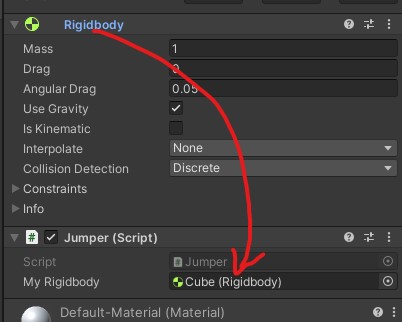 Rigidbody
Mass 1
Drag 0
Angular Drag 0.05
Use Gravity
Is Kinematic
Interpolate None
Collision Detection Discrete
Constraints
Info
# Jumper (Script)
Script # Jumper
My Rigidbody Cube (Rigidbody)
Default-Material (Material)